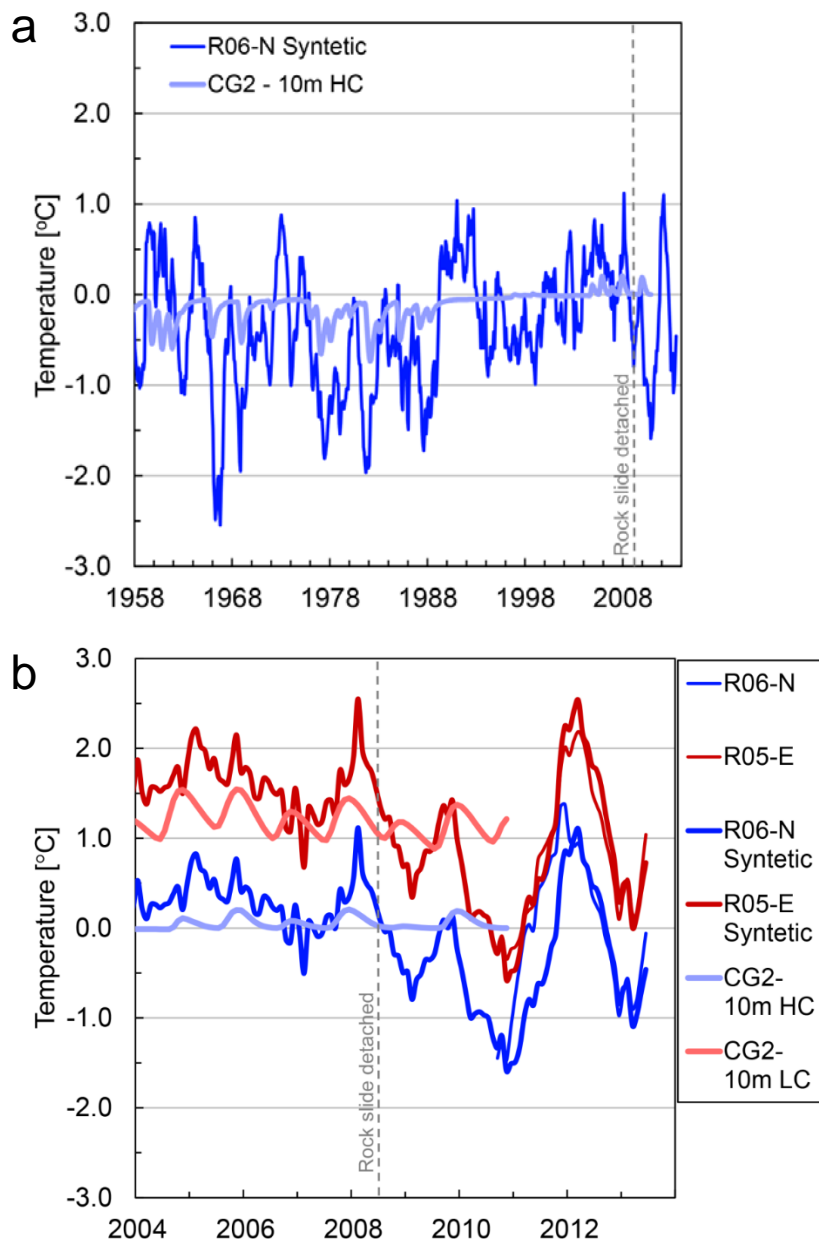 a
3.0
2.0
1.0
0.0
-1.0
-2.0
-3.0
Temperature [ºC]
R06-N Syntetic
CG2 - 10m HC
Rock slide detached
1958 1968 1978 1988 1998 2008
b
3.0
2.0
1.0
0.0
-1.0
-2.0
-3.0
Temperature [°C]
Rock slide detached
2004 2006 2008 2010 2012
R06-N
R05-E
R06-N
Syntetic
R05-E
Syntetic
CG2-
10m HC
CG2-
10m LC